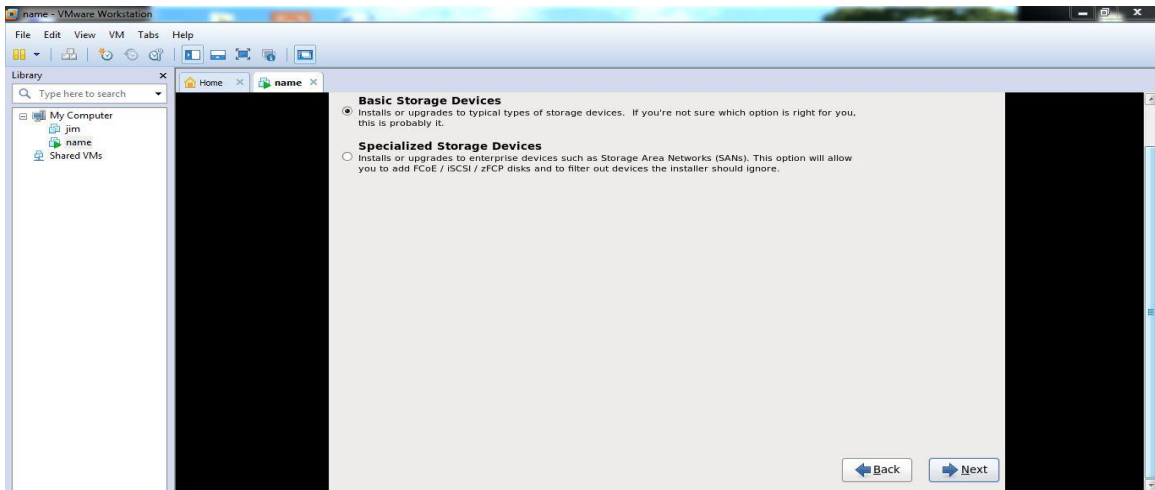 name - VMware Workstation
File Edit View VM Tabs Help
Library
Type here to search
My Computer
jim
name
Shared VMs
Home
name
Basic Storage Devices
Installs or upgrades to typical types of storage devices. If you're not sure which option is right for you,
this is probably it.
Specialized Storage Devices
Installs or upgrades to enterprise devices such as Storage Area Networks (SANs). This option will allow
you to add FCoE / iSCSI / zFCP disks and to filter out devices the installer should ignore.
Back
Next